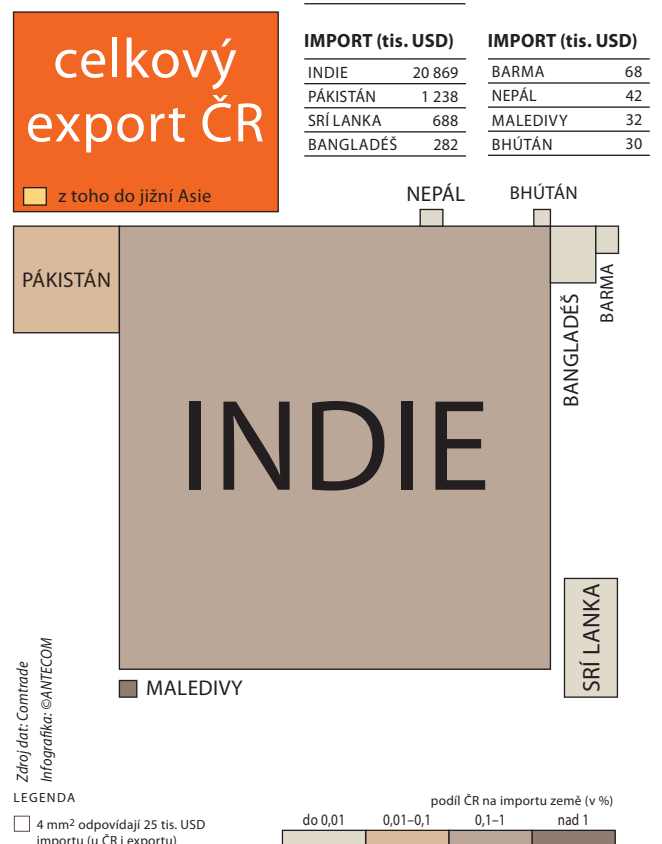 celkový
export ČR
z toho do jižní Asie
IMPORT (tis. USD)
INDIE 20 869
PÁKISTÁN 1 238
SRÍ LANKA 688
BANGLADÉŠ 282
IMPORT (tis. USD)
BARMA 68
NEPÁL 42
MALEDIVY 32
BHÚTÁN 30
NEPÁL
BHÚTÁN
PÁKISTÁN
BANGLADÉŠ
BARMA
INDIE
SRÍ LANKA
MALEDIVY
Zdroj dat: Comtrade
Infografika: ©ANTECOM
LEGENDA
4 mm² odpovídají 25 tis. USD
importu (u ČR i exportu)
podíl ČR na importu země (v %)
do 0,01 0,01–0,1 0,1–1 nad 1